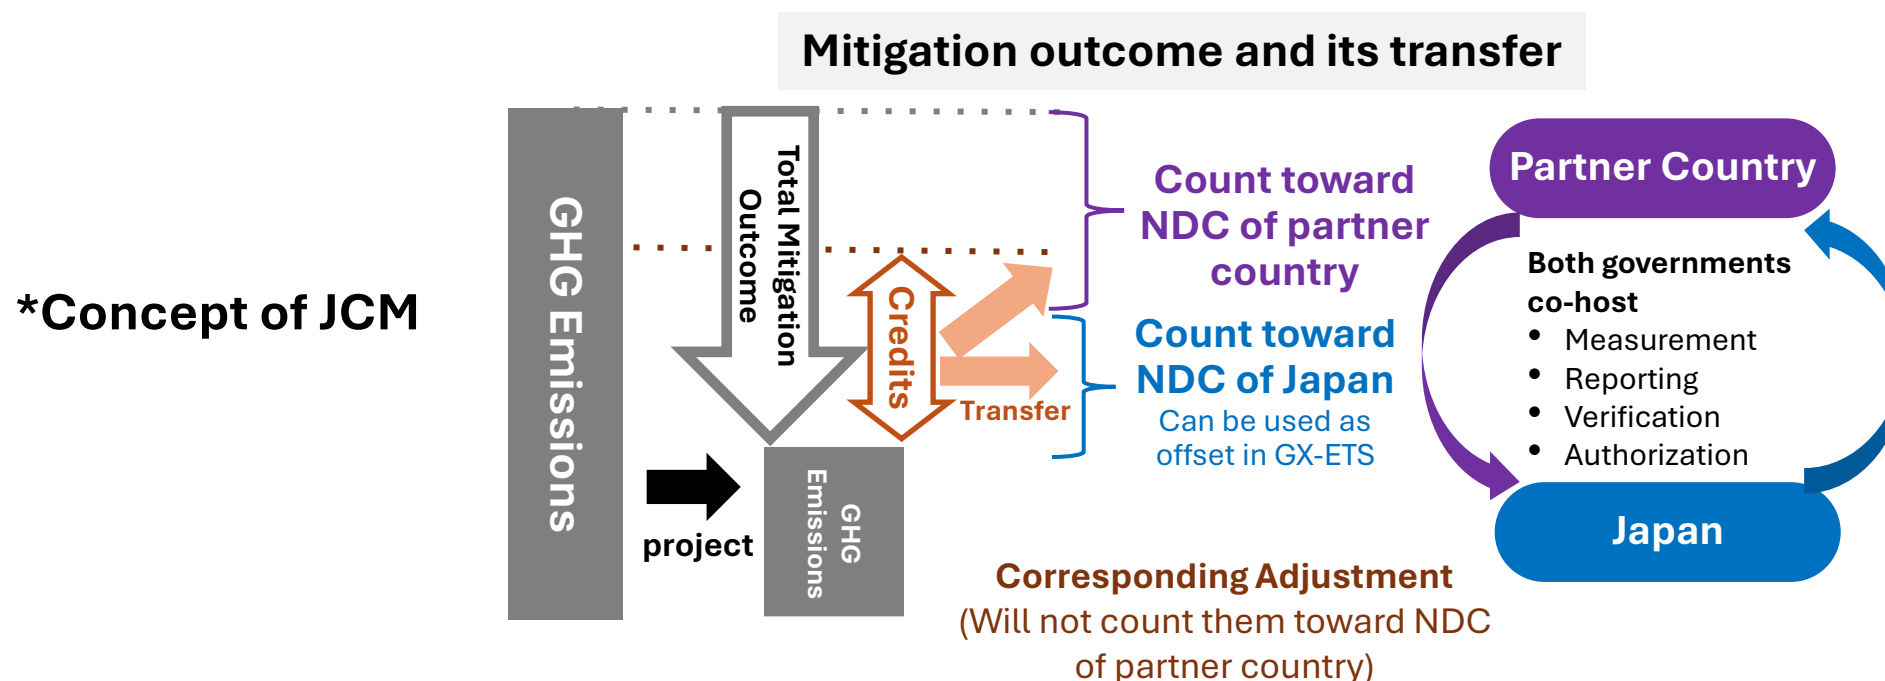 Mitigation outcome and its transfer
*Concept of JCM
GHG Emissions
Total Mitigation
Outcome
Credits
Transfer
project
GHG
Emissions
Count toward
NDC of partner
country
Count toward
NDC of Japan
Can be used as
offset in GX-ETS
Corresponding Adjustment
(Will not count them toward NDC
of partner country)
Partner Country
Both governments
co-host
• Measurement
• Reporting
• Verification
• Authorization
Japan